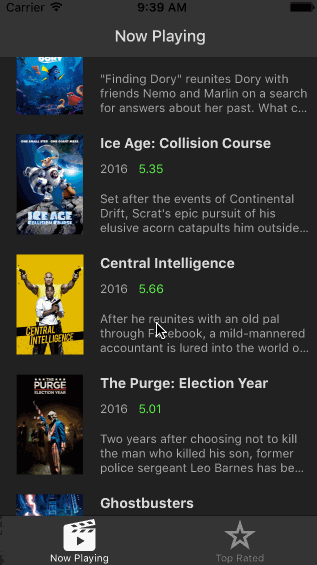 Carrier 9:39 AM
Now Playing
"Finding Dory" reunites Dory with
friends Nemo and Marlin on a search
for answers about her past. What c...
Ice Age: Collision Course
2016 5.35
Set after the events of Continental
Drift, Scrat's epic pursuit of his
elusive acorn catapults him outside...
ICE AGE
COLLISION COURSE
Central Intelligence
2016 5.66
After he reunites with an old pal
through Facebook, a mild-mannered
accountant is lured into the world o...
CENTRAL
INTELLIGENCE
The Purge: Election Year
2016 5.01
Two years after choosing not to kill
the man who killed his son, former
police sergeant Leo Barnes has be...
THE
PURGE
ELECTION YEAR
Ghostbusters
Now Playing
Top Rated